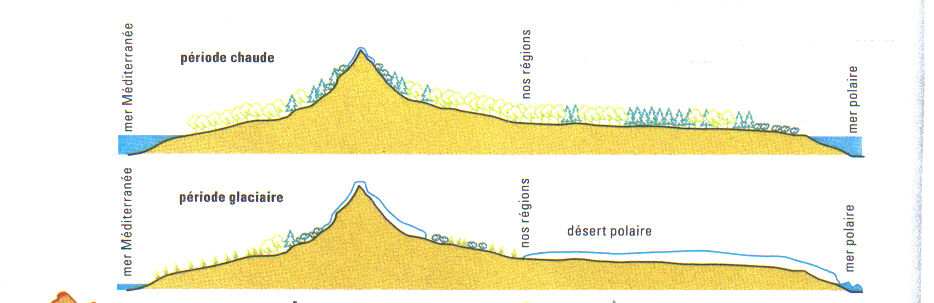 mer Méditerranée
période chaude
nos régions
mer polaire
mer Méditerranée
période glaciaire
nos régions
désert polaire
mer polaire